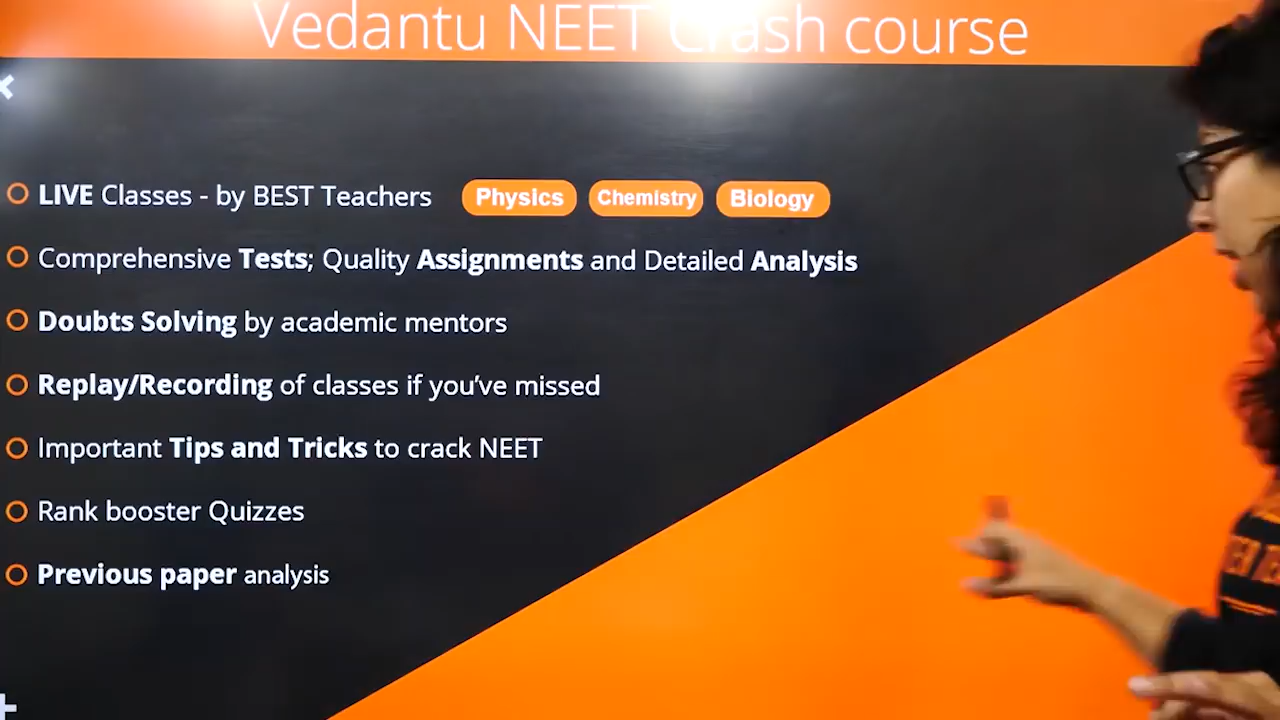 Vedantu NEET Crash course
LIVE Classes - by BEST Teachers Physics Chemistry Biology
Comprehensive Tests; Quality Assignments and Detailed Analysis
Doubts Solving by academic mentors
Replay/Recording of classes if you've missed
Important Tips and Tricks to crack NEET
Rank booster Quizzes
Previous paper analysis